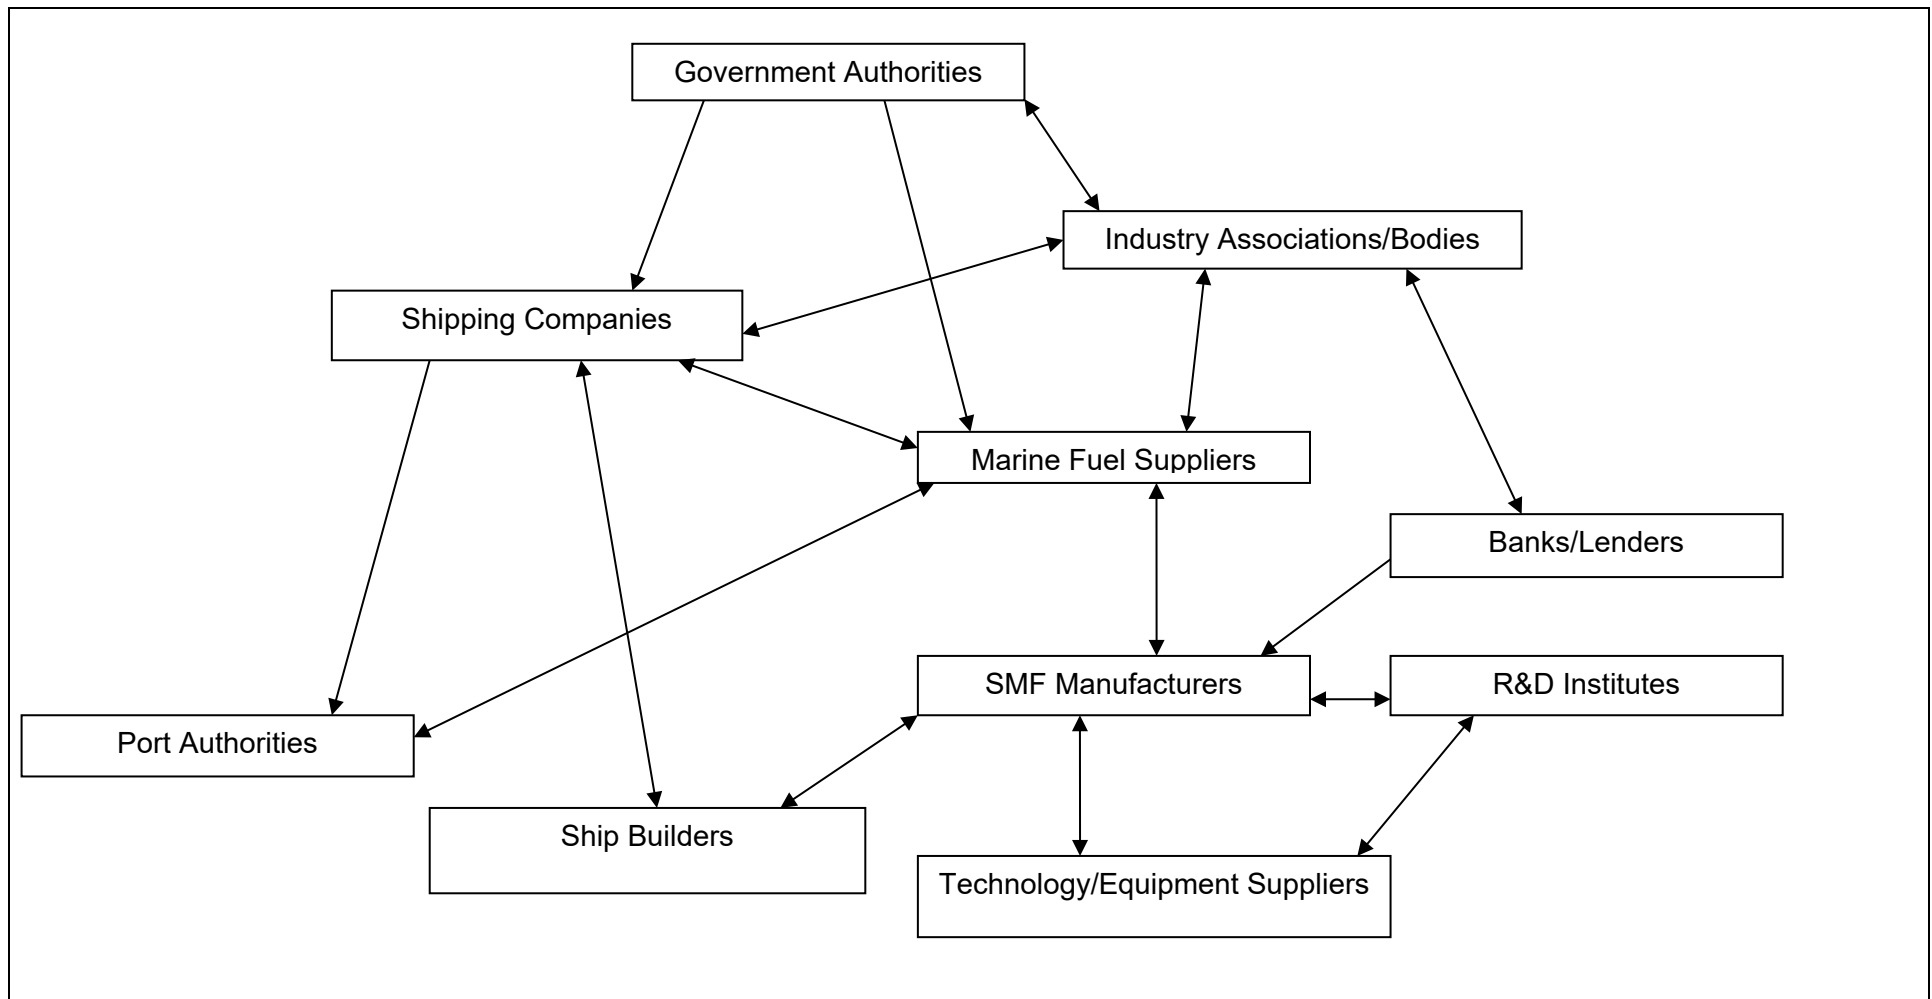 Government Authorities
Industry Associations/Bodies
Shipping Companies
Marine Fuel Suppliers
Banks/Lenders
SMF Manufacturers
R&D Institutes
Port Authorities
Ship Builders
Technology/Equipment Suppliers